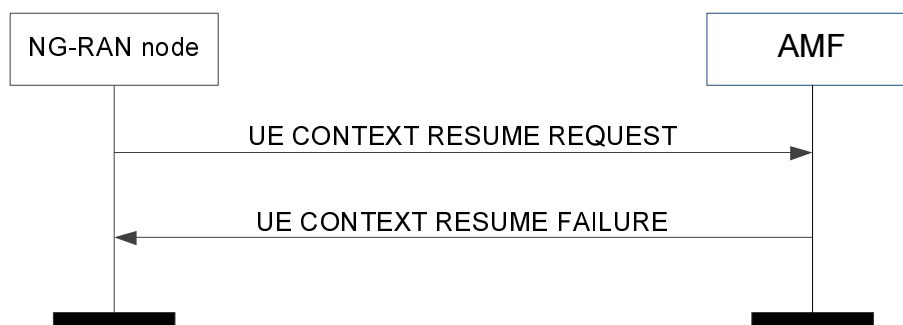 NG-RAN node
AMF
UE CONTEXT RESUME REQUEST
UE CONTEXT RESUME FAILURE